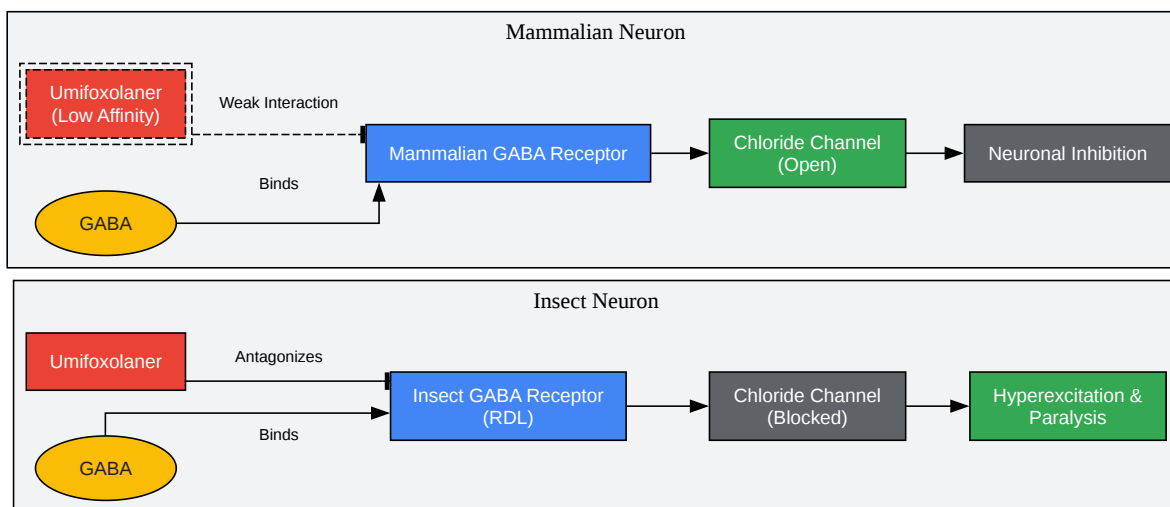 Mammalian Neuron
Umifoxolaner
(Low Affinity)
Weak Interaction
Mammalian GABA Receptor
Chloride Channel
(Open)
Neuronal Inhibition
Binds
GABA
Insect Neuron
Umifoxolaner
Antagonizes
Insect GABA Receptor
(RDL)
Chloride Channel
(Blocked)
Hyperexcitation &
Paralysis
Binds
GABA